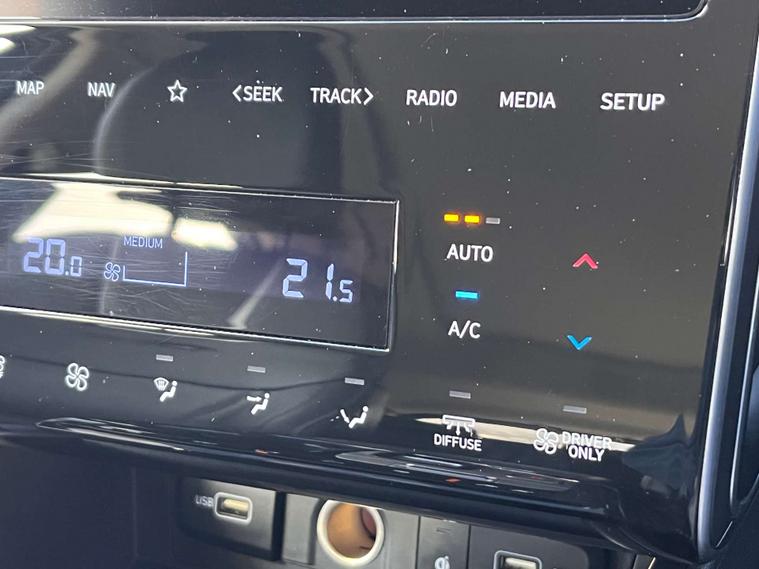 MAP NAV <SEEK TRACK> RADIO MEDIA SETUP
MEDIUM
20.0 21.5
AUTO
A/C
DIFFUSE
DRIVER
ONLY
USB